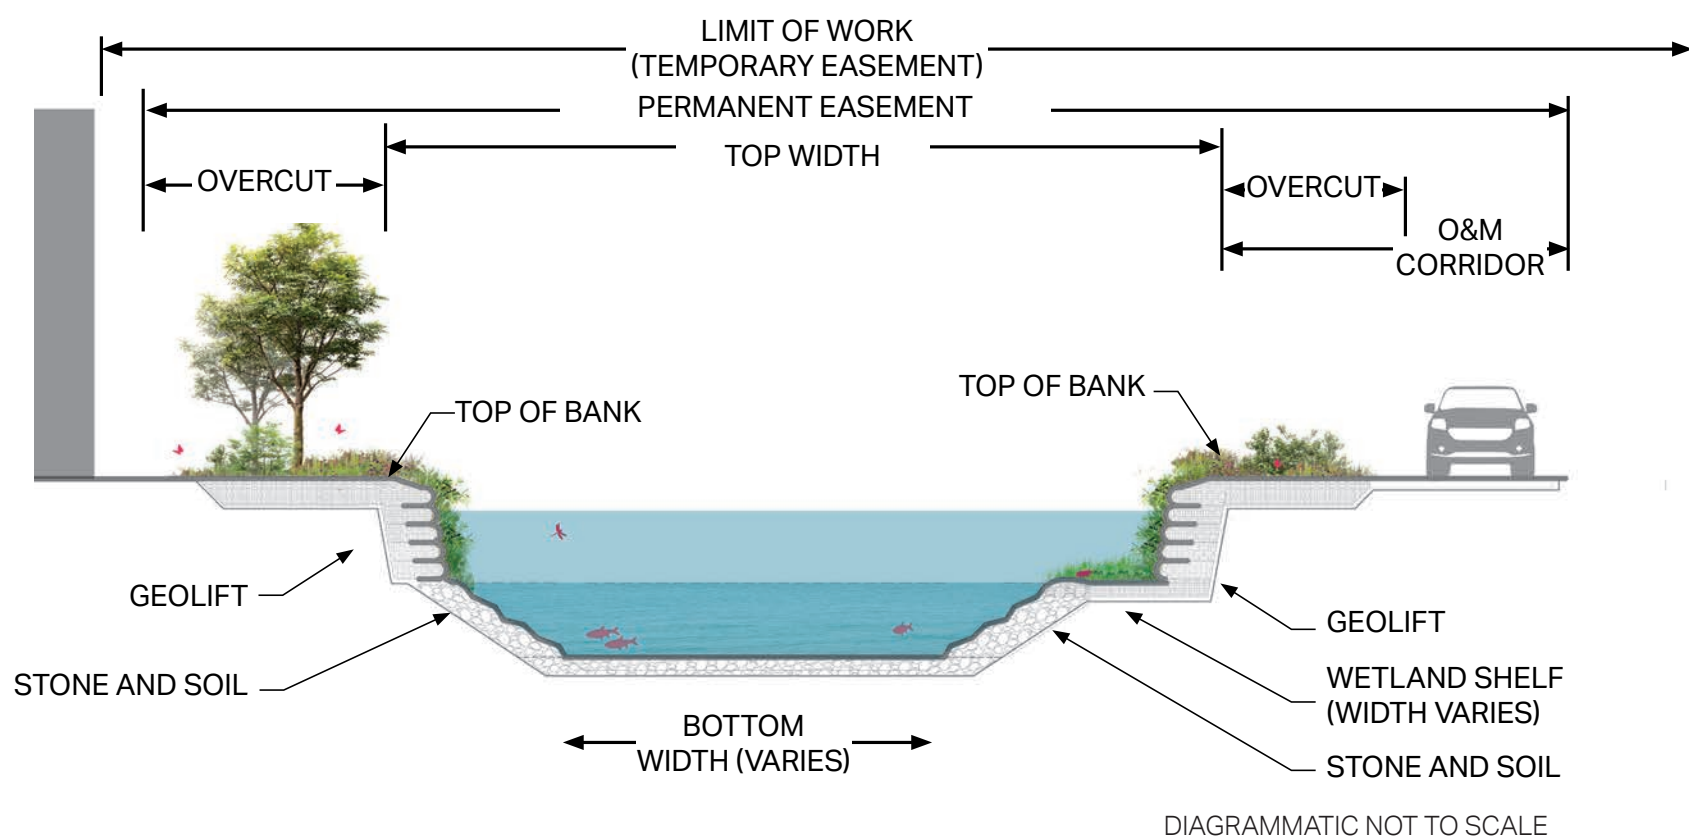 LIMIT OF WORK
(TEMPORARY EASEMENT)
PERMANENT EASEMENT
TOP WIDTH
OVERCUT
OVERCUT
O&M
CORRIDOR
TOP OF BANK
TOP OF BANK
GEOLIFT
GEOLIFT
STONE AND SOIL
WETLAND SHELF
(WIDTH VARIES)
BOTTOM
WIDTH (VARIES)
STONE AND SOIL
DIAGRAMMATIC NOT TO SCALE